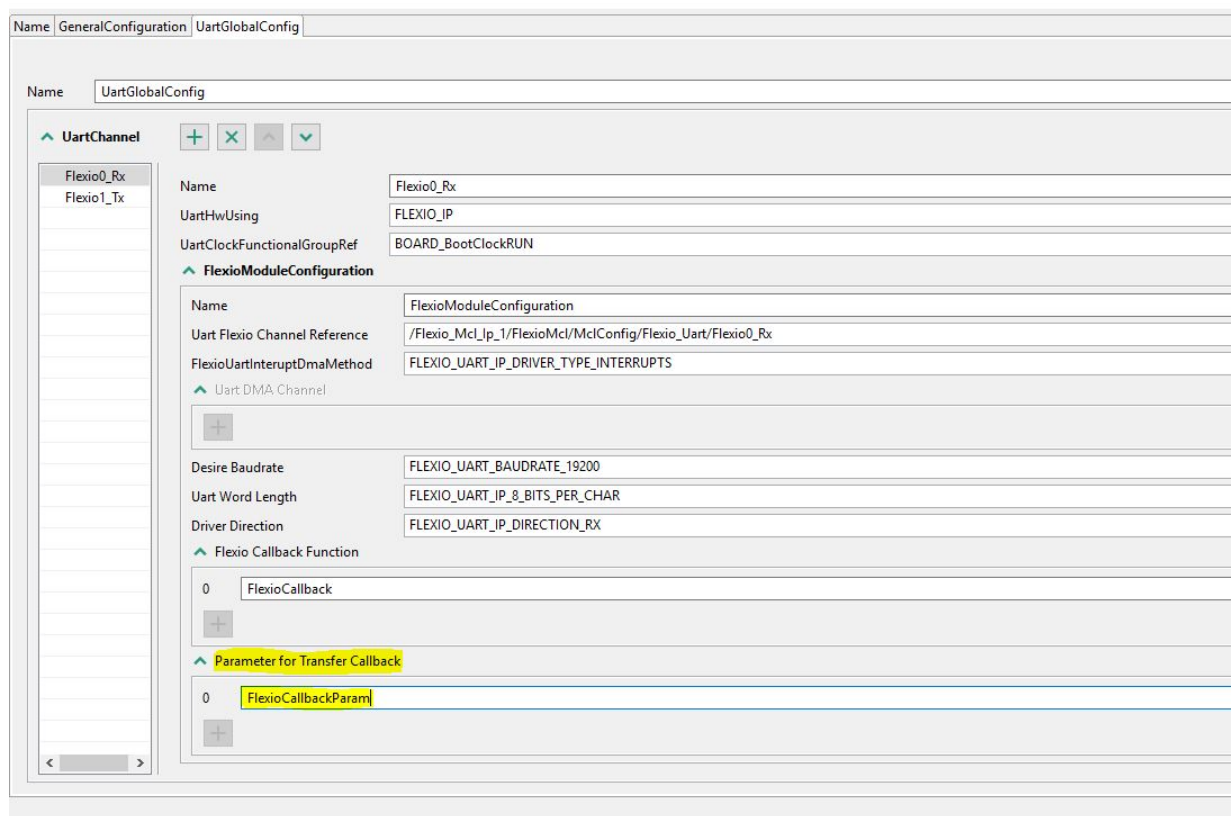 Name GeneralConfiguration UartGlobalConfig
Name UartGlobalConfig
UartChannel
Flexio0_Rx
Flexio1_Tx
Name Flexio0_Rx
UartHwUsing FLEXIO_IP
UartClockFunctionalGroupRef BOARD_BootClockRUN
FlexioModuleConfiguration
Name FlexioModuleConfiguration
Uart Flexio Channel Reference /Flexio_Mcl_Ip_1/FlexioMcl/MclConfig/Flexio_Uart/Flexio0_Rx
FlexioUartInteruptDmaMethod FLEXIO_UART_IP_DRIVER_TYPE_INTERRUPTS
Uart DMA Channel
Desire Baudrate FLEXIO_UART_BAUDRATE_19200
Uart Word Length FLEXIO_UART_IP_8_BITS_PER_CHAR
Driver Direction FLEXIO_UART_IP_DIRECTION_RX
Flexio Callback Function
0 FlexioCallback
Parameter for Transfer Callback
0 FlexioCallbackParam